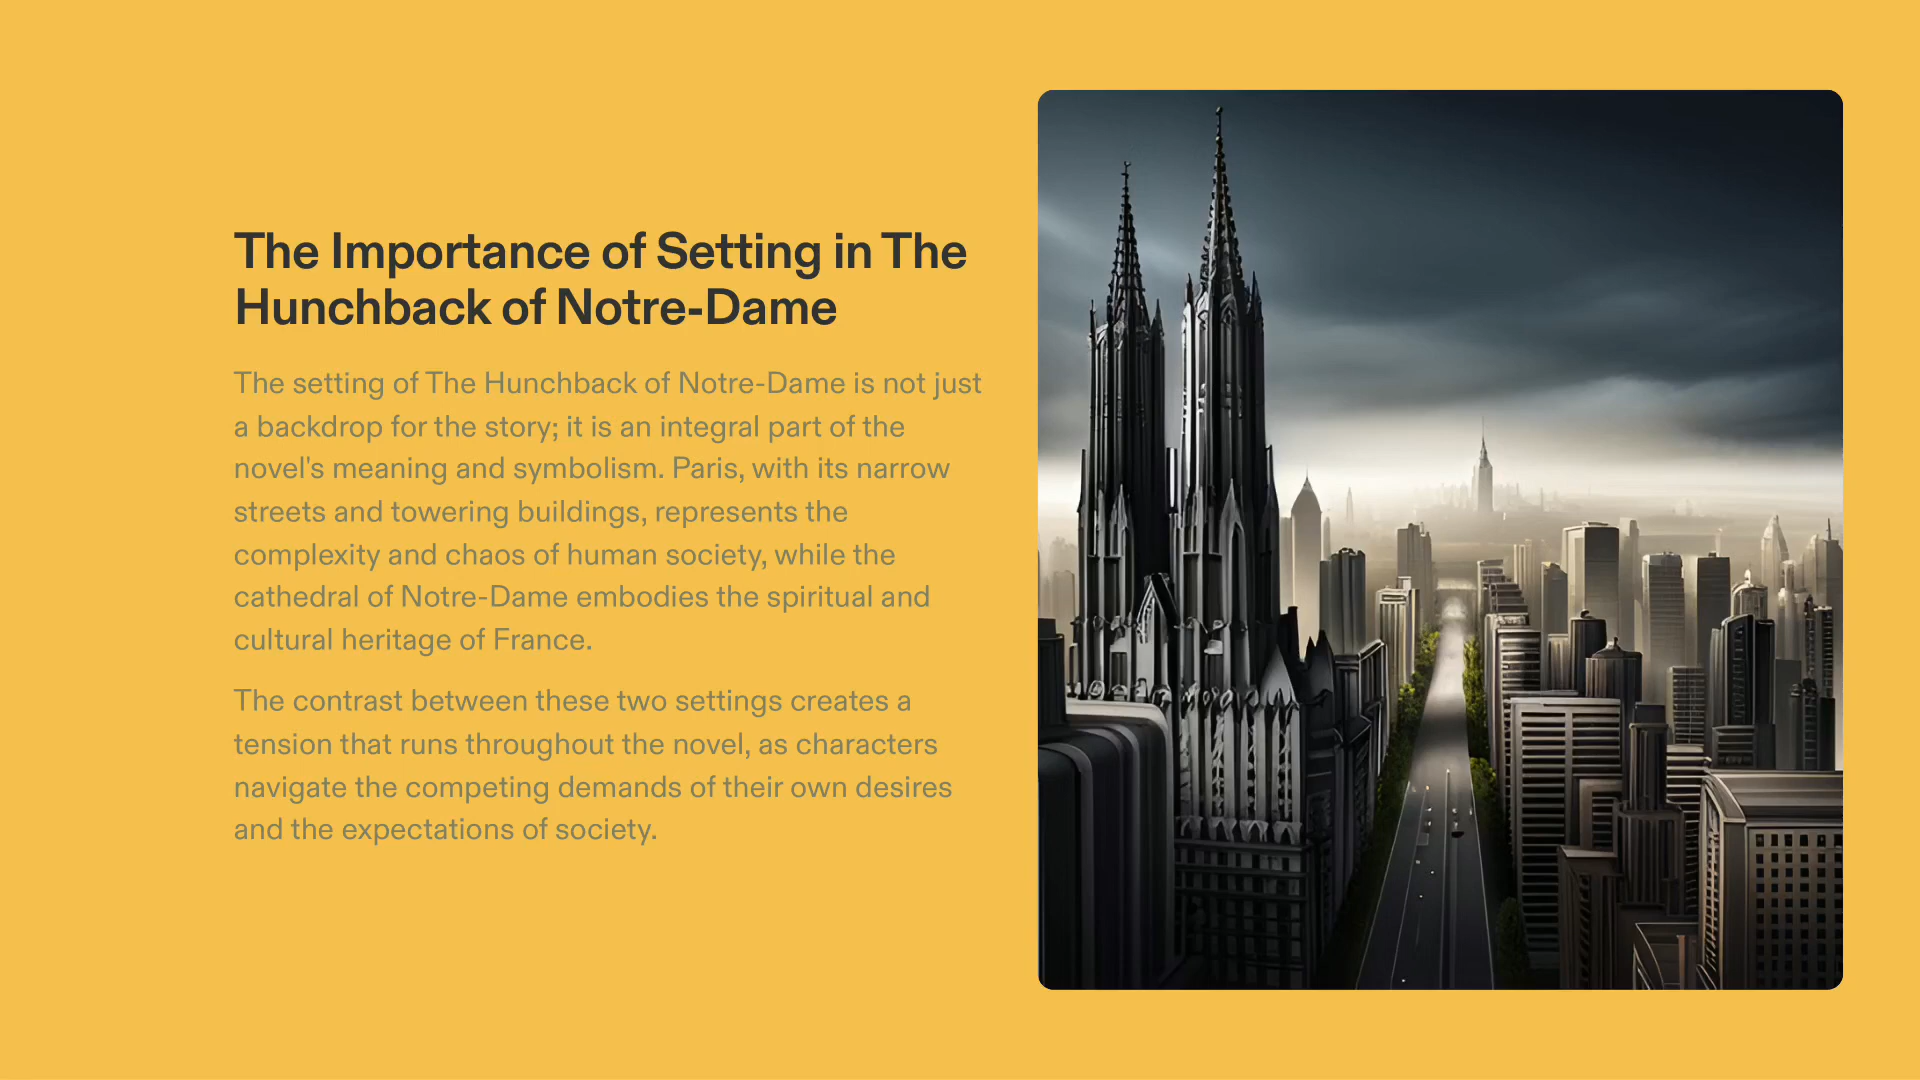 The Importance of Setting in The
Hunchback of Notre-Dame
The setting of The Hunchback of Notre-Dame is not just
a backdrop for the story; it is an integral part of the
novel's meaning and symbolism. Paris, with its narrow
streets and towering buildings, represents the
complexity and chaos of human society, while the
cathedral of Notre-Dame embodies the spiritual and
cultural heritage of France.
The contrast between these two settings creates a
tension that runs throughout the novel, as characters
navigate the competing demands of their own desires
and the expectations of society.